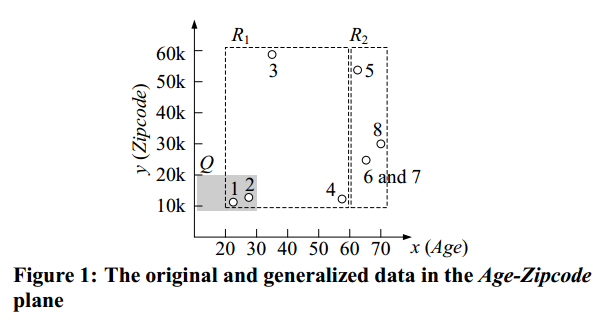 R1 R2
60k
3 5
50k
40k
8
30k
Q 6 and 7
20k
1 2 4
10k
y (Zipcode)
20 30 40 50 60 70 x (Age)
Figure 1: The original and generalized data in the Age-Zipcode
plane